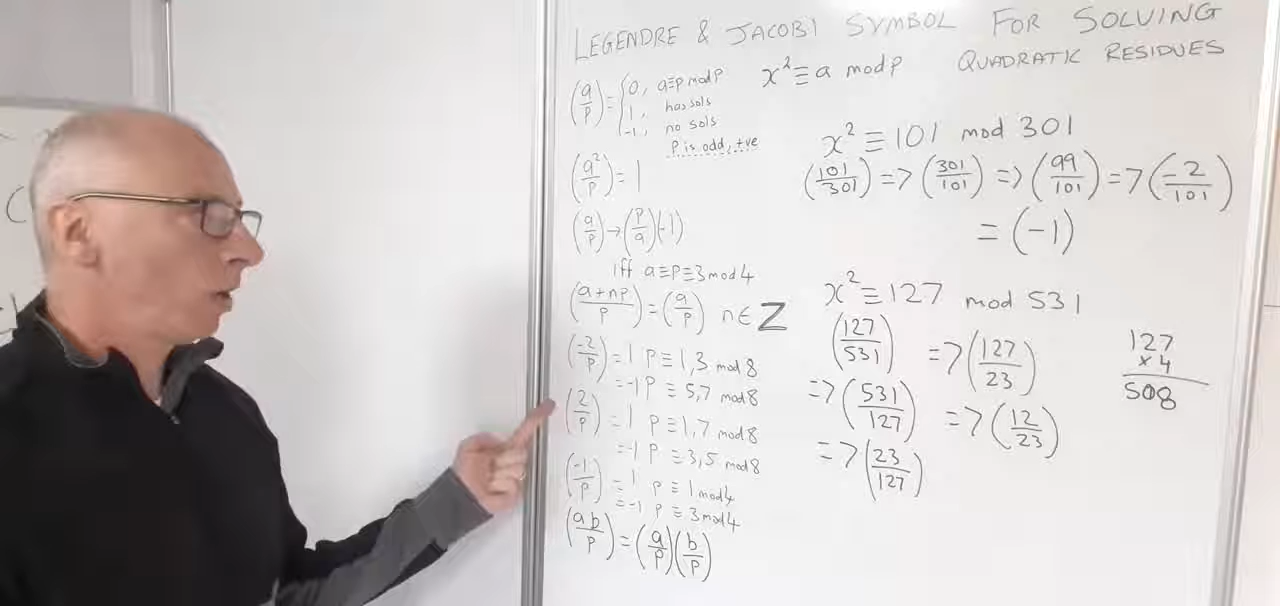 LEGENDRE & JACOBI SYMBOL FOR SOLVING
QUADRATIC RESIDUES
x² ≡ a mod p
(a/p) = { 0, a≡p mod p
1, has sols
-1, no sols
P is odd, +ve
(a²/p) = 1
(a/p) → (p/a)(-1)
iff a≡p≡3 mod 4
((a+np)/p) = (a/p) n∈Z
(-2/p) = 1 p≡1,3 mod 8
= -1 p≡5,7 mod 8
(2/p) = 1 p≡1,7 mod 8
= -1 p≡3,5 mod 8
(-1/p) = 1 p≡1 mod 4
= -1 p≡3 mod 4
(ab/p) = (a/p)(b/p)
x² ≡ 101 mod 301
(101/301) => (301/101) => (99/101) => (-2/101)
= (-1)
x² ≡ 127 mod 531
(127/531) => (127/23)
=> (531/127) => (12/23)
=> (23/127)
127
×4
508